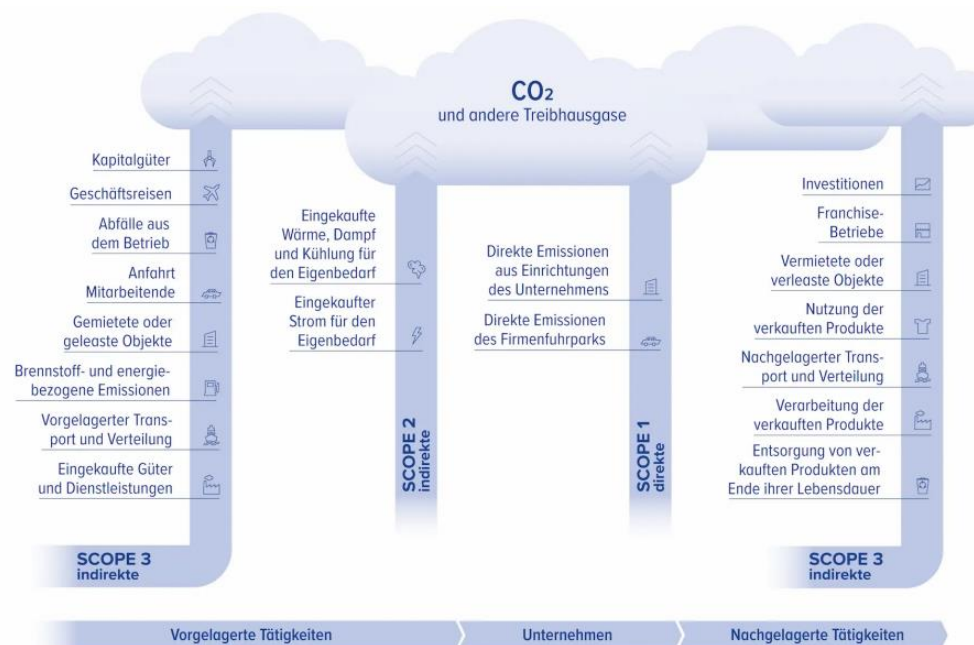 CO₂
und andere Treibhausgase
Kapitalgüter
Geschäftsreisen
Abfälle aus
dem Betrieb
Anfahrt
Mitarbeitende
Gemietete oder
geleaste Objekte
Brennstoff- und energie-
bezogene Emissionen
Vorgelagerter Trans-
port und Verteilung
Eingekaufte Güter
und Dienstleistungen
SCOPE 3
indirekte
Eingekaufte
Wärme, Dampf
und Kühlung für
den Eigenbedarf
Eingekaufter
Strom für den
Eigenbedarf
SCOPE 2
indirekte
Direkte Emissionen
aus Einrichtungen
des Unternehmens
Direkte Emissionen
des Firmenfuhrparks
SCOPE 1
direkte
Investitionen
Franchise-
Betriebe
Vermietete oder
verleaste Objekte
Nutzung der
verkauften Produkte
Nachgelagerter Trans-
port und Verteilung
Verarbeitung der
verkauften Produkte
Entsorgung von ver-
kauften Produkten am
Ende ihrer Lebensdauer
SCOPE 3
indirekte
Vorgelagerte Tätigkeiten
Unternehmen
Nachgelagerte Tätigkeiten